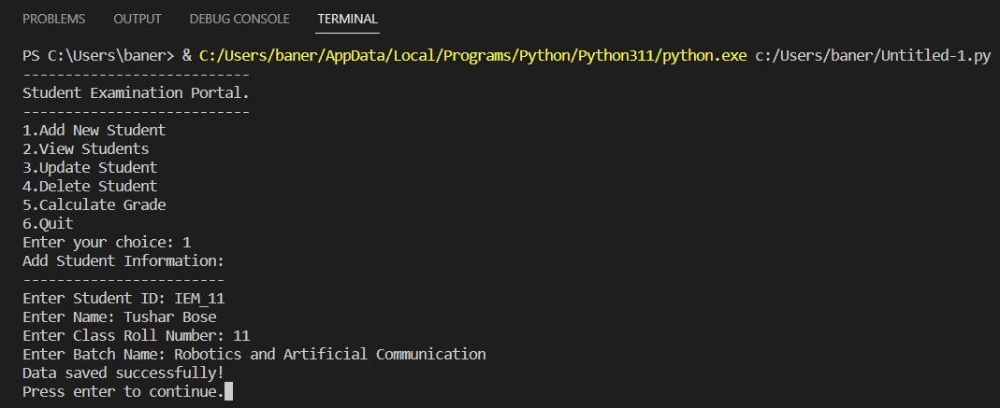 PROBLEMS OUTPUT DEBUG CONSOLE TERMINAL
PS C:\Users\baner> & C:/Users/baner/AppData/Local/Programs/Python/Python311/python.exe c:/Users/baner/Untitled-1.py
---------------------------
Student Examination Portal.
---------------------------
1.Add New Student
2.View Students
3.Update Student
4.Delete Student
5.Calculate Grade
6.Quit
Enter your choice: 1
Add Student Information:
------------------------
Enter Student ID: IEM_11
Enter Name: Tushar Bose
Enter Class Roll Number: 11
Enter Batch Name: Robotics and Artificial Communication
Data saved successfully!
Press enter to continue.